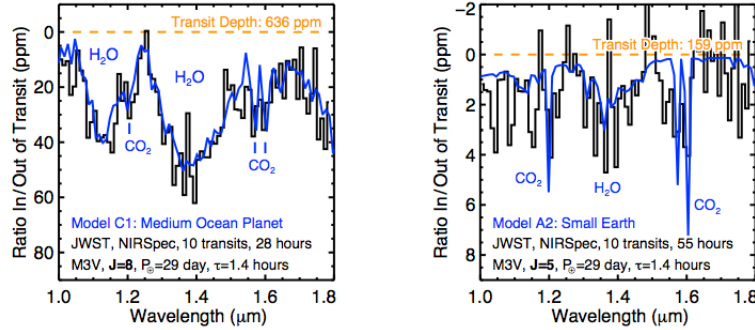 Transit Depth: 636 ppm
H₂O
H₂O
CO₂
CO₂
Model C1: Medium Ocean Planet
JWST, NIRSpec, 10 transits, 28 hours
M3V, J=8, P⊕=29 day, τ=1.4 hours
0
20
40
60
80
Ratio In/Out of Transit (ppm)
1.0 1.2 1.4 1.6 1.8
Wavelength (μm)
Transit Depth: 159 ppm
CO₂
H₂O
CO₂
Model A2: Small Earth
JWST, NIRSpec, 10 transits, 55 hours
M3V, J=5, P⊕=29 day, τ=1.4 hours
−2
0
2
4
6
8
Ratio In/Out of Transit (ppm)
1.0 1.2 1.4 1.6 1.8
Wavelength (μm)